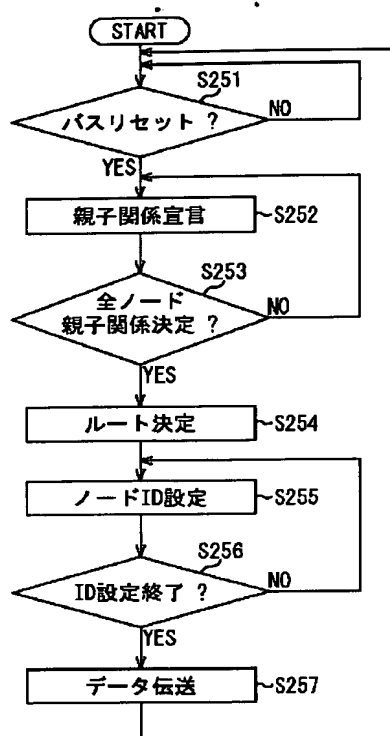 START
S251
バスリセット ?
NO
YES
親子関係宣言
S252
S253
全ノード
親子関係決定 ?
NO
YES
ルート決定
S254
ノードID設定
S255
S256
ID設定終了 ?
NO
YES
データ伝送
S257